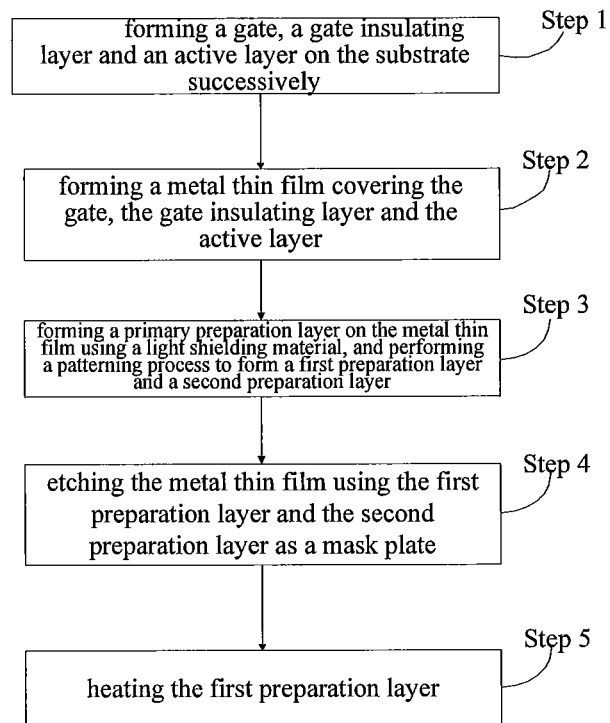 forming a gate, a gate insulating
layer and an active layer on the substrate
successively
Step 1
forming a metal thin film covering the
gate, the gate insulating layer and the
active layer
Step 2
forming a primary preparation layer on the metal thin
film using a light shielding material, and performing
a patterning process to form a first preparation layer
and a second preparation layer
Step 3
etching the metal thin film using the first
preparation layer and the second
preparation layer as a mask plate
Step 4
heating the first preparation layer
Step 5